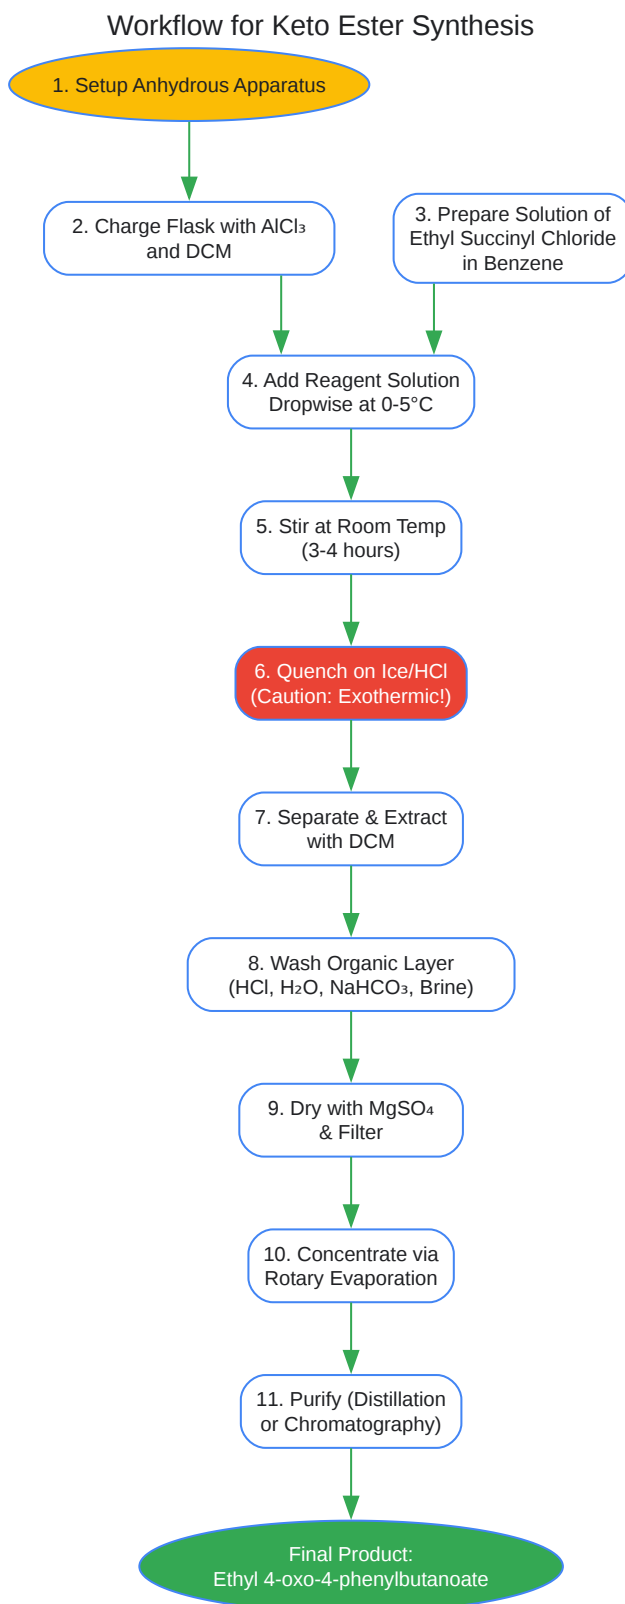 Workflow for Keto Ester Synthesis
1. Setup Anhydrous Apparatus
2. Charge Flask with AlCl₃
and DCM
3. Prepare Solution of
Ethyl Succinyl Chloride
in Benzene
4. Add Reagent Solution
Dropwise at 0-5°C
5. Stir at Room Temp
(3-4 hours)
6. Quench on Ice/HCl
(Caution: Exothermic!)
7. Separate & Extract
with DCM
8. Wash Organic Layer
(HCl, H₂O, NaHCO₃, Brine)
9. Dry with MgSO₄
& Filter
10. Concentrate via
Rotary Evaporation
11. Purify (Distillation
or Chromatography)
Final Product:
Ethyl 4-oxo-4-phenylbutanoate